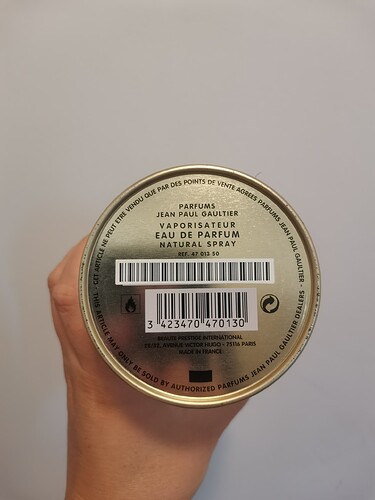 CET ARTICLE NE PEUT ETRE VENDU QUE PAR DES POINTS DE VENTE AGREES PARFUMS JEAN PAUL GAULTIER -
THIS ARTICLE MAY ONLY BE SOLD BY AUTHORIZED PARFUMS JEAN PAUL GAULTIER DEALERS -
PARFUMS
JEAN PAUL GAULTIER
VAPORISATEUR
EAU DE PARFUM
NATURAL SPRAY
REF. 47 013 50
3 423470 470130
BEAUTE PRESTIGE INTERNATIONAL
AVENUE VICTOR HUGO - 75116 PARIS
MADE IN FRANCE